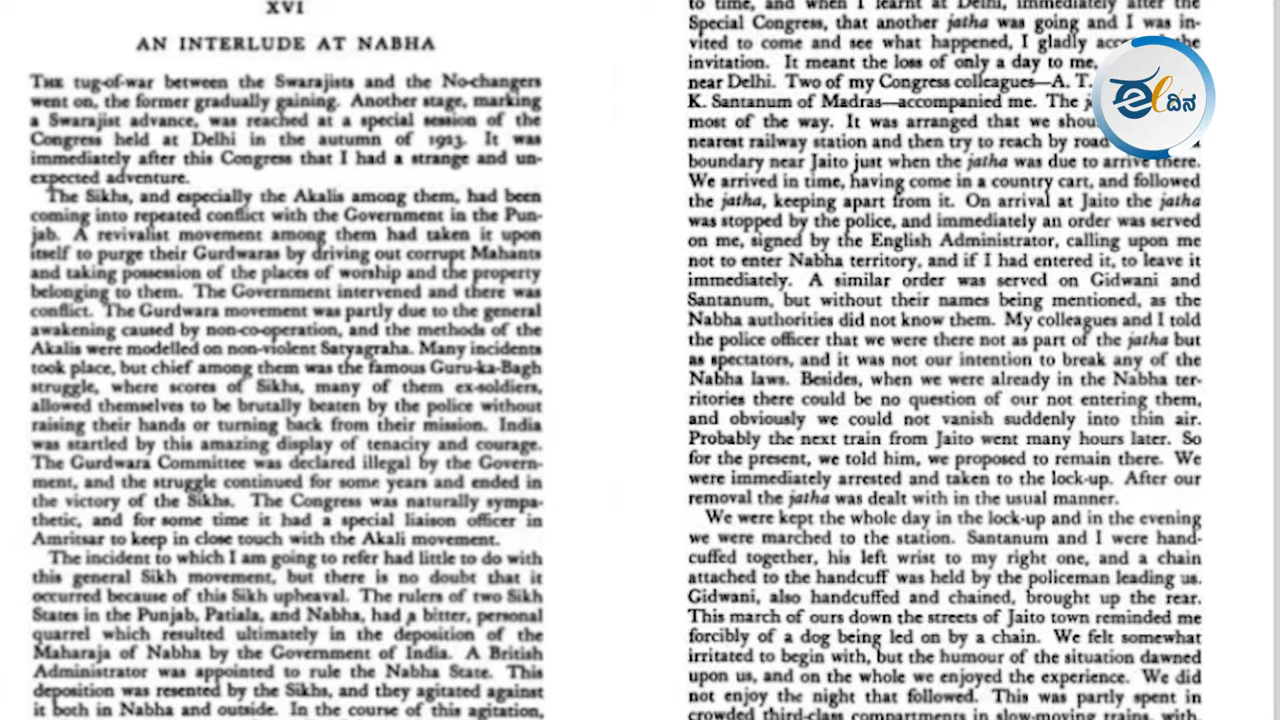 XVI
AN INTERLUDE AT NABHA
THE tug-of-war between the Swarajists and the No-changers
went on, the former gradually gaining. Another stage, marking
a Swarajist advance, was reached at a special session of the
Congress held at Delhi in the autumn of 1923. It was
immediately after this Congress that I had a strange and un-
expected adventure.
The Sikhs, and especially the Akalis among them, had been
coming into repeated conflict with the Government in the Pun-
jab. A revivalist movement among them had taken it upon
itself to purge their Gurdwaras by driving out corrupt Mahants
and taking possession of the places of worship and the property
belonging to them. The Government intervened and there was
conflict. The Gurdwara movement was partly due to the general
awakening caused by non-co-operation, and the methods of the
Akalis were modelled on non-violent Satyagraha. Many incidents
took place, but chief among them was the famous Guru-ka-Bagh
struggle, where scores of Sikhs, many of them ex-soldiers,
allowed themselves to be brutally beaten by the police without
raising their hands or turning back from their mission. India
was startled by this amazing display of tenacity and courage.
The Gurdwara Committee was declared illegal by the Govern-
ment, and the struggle continued for some years and ended in
the victory of the Sikhs. The Congress was naturally sympa-
thetic, and for some time it had a special liaison officer in
Amritsar to keep in close touch with the Akali movement.
The incident to which I am going to refer had little to do with
this general Sikh movement, but there is no doubt that it
occurred because of this Sikh upheaval. The rulers of two Sikh
States in the Punjab, Patiala, and Nabha, had a bitter, personal
quarrel which resulted ultimately in the deposition of the
Maharaja of Nabha by the Government of India. A British
Administrator was appointed to rule the Nabha State. This
deposition was resented by the Sikhs, and they agitated against
it both in Nabha and outside. In the course of this agitation,
to time, and when I learnt at Delhi, immediately after the
Special Congress, that another jatha was going and I was in-
vited to come and see what happened, I gladly the
invitation. It meant the loss of only a day to me,
near Delhi. Two of my Congress colleagues—A. T.
K. Santanum of Madras—accompanied me. The
most of the way. It was arranged that we
nearest railway station and then try to reach by road
boundary near Jaito just when the jatha was due to arrive there.
We arrived in time, having come in a country cart, and followed
the jatha, keeping apart from it. On arrival at Jaito the jatha
was stopped by the police, and immediately an order was served
on me, signed by the English Administrator, calling upon me
not to enter Nabha territory, and if I had entered it, to leave it
immediately. A similar order was served on Gidwani and
Santanum, but without their names being mentioned, as the
Nabha authorities did not know them. My colleagues and I told
the police officer that we were there not as part of the jatha but
as spectators, and it was not our intention to break any of the
Nabha laws. Besides, when we were already in the Nabha ter-
ritories there could be no question of our not entering them,
and obviously we could not vanish suddenly into thin air.
Probably the next train from Jaito went many hours later. So
for the present, we told him, we proposed to remain there. We
were immediately arrested and taken to the lock-up. After our
removal the jatha was dealt with in the usual manner.
We were kept the whole day in the lock-up and in the evening
we were marched to the station. Santanum and I were hand-
cuffed together, his left wrist to my right one, and a chain
attached to the handcuff was held by the policeman leading us.
Gidwani, also handcuffed and chained, brought up the rear.
This march of ours down the streets of Jaito town reminded me
forcibly of a dog being led on by a chain. We felt somewhat
irritated to begin with, but the humour of the situation dawned
upon us, and on the whole we enjoyed the experience. We did
not enjoy the night that followed. This was partly spent in
crowded third-class compartments in slow-moving trains, with,
ಈದಿನ